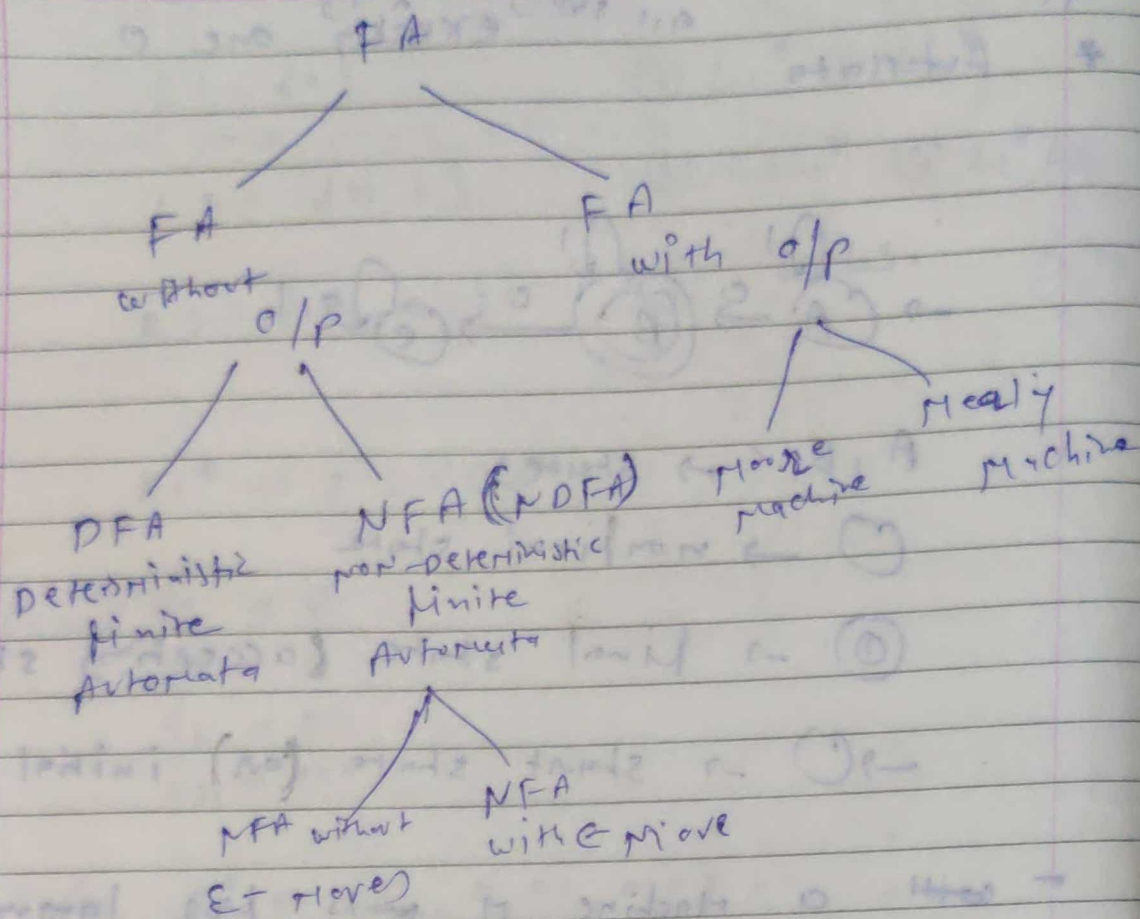 FA
FA
without
o/p
FA
with o/p
DFA
Deterministic
finite
Automata
NFA (NDFA)
Non-Deterministic
finite
Automata
Moore
Machine
Mealy
Machine
NFA without
ε- Moves
NFA
with ε Move